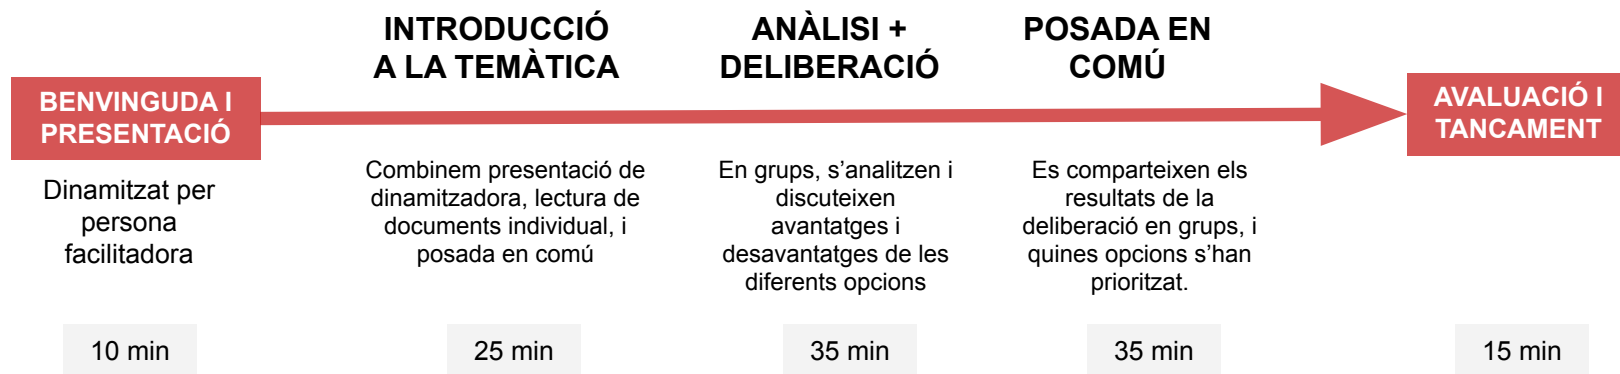 BENVINGUDA I
PRESENTACIÓ
Dinamitzat per
persona
facilitadora
10 min
INTRODUCCIÓ
A LA TEMÀTICA
Combinem presentació de
dinamitzadora, lectura de
documents individual, i
posada en comú
25 min
ANÀLISI +
DELIBERACIÓ
En grups, s’analitzen i
discuteixen
avantatges i
desavantatges de les
diferents opcions
35 min
POSADA EN
COMÚ
Es comparteixen els
resultats de la
deliberació en grups, i
quines opcions s’han
prioritzat.
35 min
AVALUACIÓ I
TANCAMENT
15 min